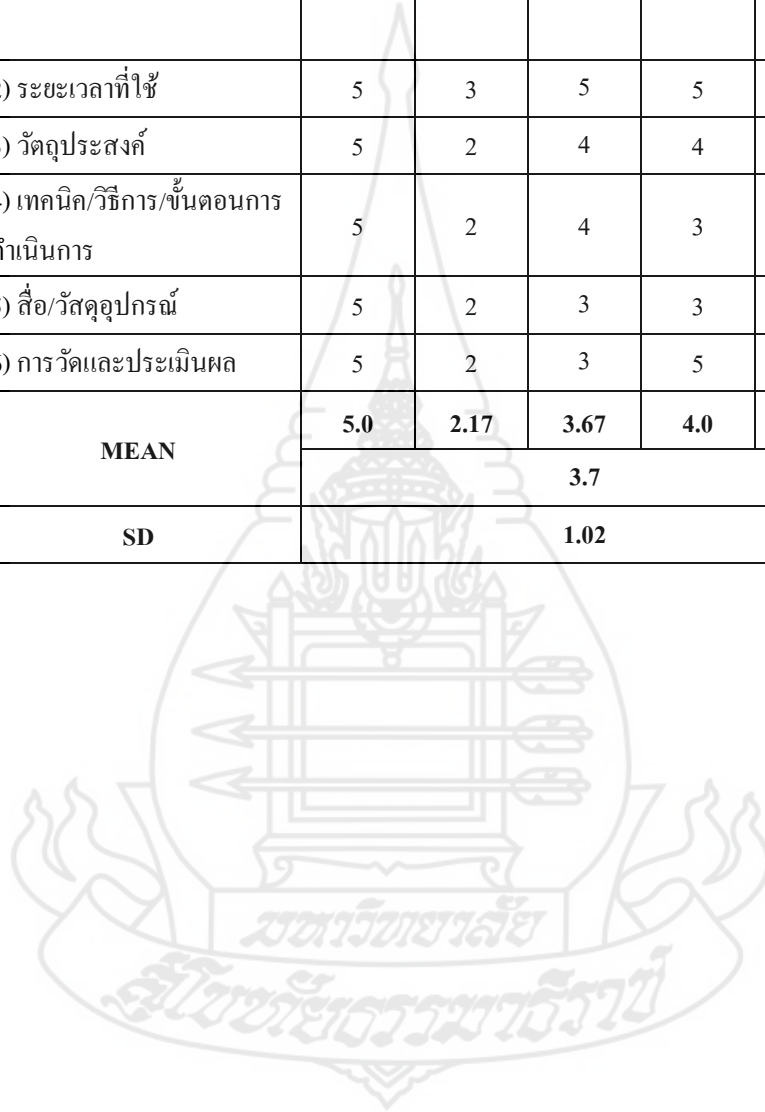 ) ระยะเวลาที่ใช้ 5 3 5 5
) วัตถุประสงค์ 5 2 4 4
) เทคนิค/วิธีการ/ขั้นตอนการ
ำเนินการ 5 2 4 3
) สื่อ/วัสดุอุปกรณ์ 5 2 3 3
) การวัดและประเมินผล 5 2 3 5
MEAN 5.0 2.17 3.67 4.0
3.7
SD 1.02
มหาวิทยาลัย
สุโขทัยธรรมาธิราช